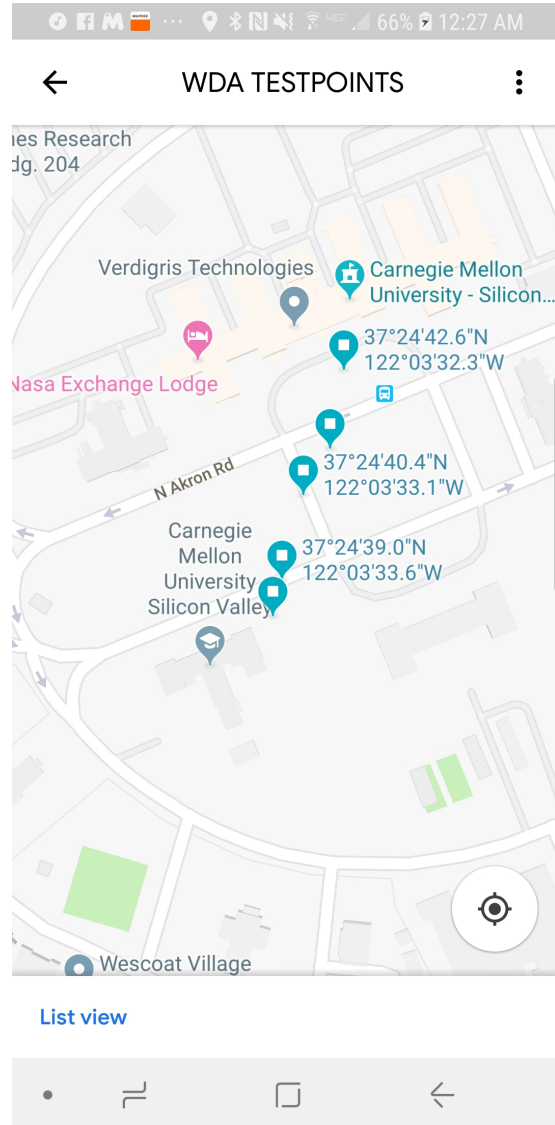 66% 12:27 AM
WDA TESTPOINTS
nes Research
dg. 204
Verdigris Technologies
Carnegie Mellon
University - Silicon...
37°24'42.6"N
122°03'32.3"W
Nasa Exchange Lodge
37°24'40.4"N
122°03'33.1"W
N Akron Rd
Carnegie
Mellon
University
Silicon Valley
37°24'39.0"N
122°03'33.6"W
Wescoat Village
List view